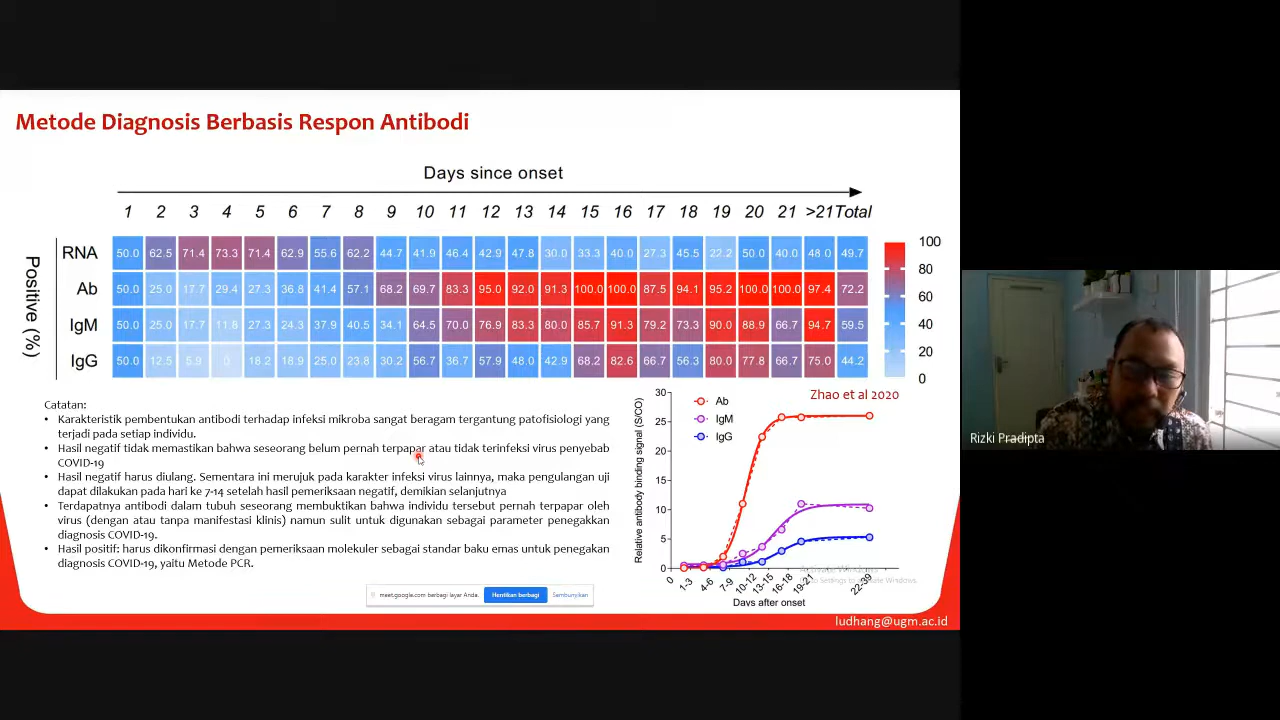 Metode Diagnosis Berbasis Respon Antibodi
Days since onset
1 2 3 4 5 6 7 8 9 10 11 12 13 14 15 16 17 18 19 20 21 >21 Total
Positive (%)
RNA 50.0 62.5 71.4 73.3 71.4 62.9 55.6 62.2 44.7 41.9 46.4 42.9 47.8 30.0 33.3 40.0 27.3 45.5 22.2 50.0 40.0 48.0 49.7
Ab 50.0 25.0 17.7 29.4 27.3 36.8 41.4 57.1 68.2 69.7 83.3 95.0 92.0 91.3 100.0 100.0 87.5 94.1 95.2 100.0 100.0 97.4 72.2
IgM 50.0 25.0 17.7 11.8 27.3 24.3 37.9 40.5 34.1 64.5 70.0 76.9 83.3 80.0 85.7 91.3 79.2 73.3 90.0 88.9 66.7 94.7 59.5
IgG 50.0 12.5 5.9 0 18.2 18.9 25.0 23.8 30.2 56.7 36.7 57.9 48.0 42.9 68.2 82.6 66.7 56.3 80.0 77.8 66.7 75.0 44.2
100
80
60
40
20
0
Catatan:
• Karakteristik pembentukan antibodi terhadap infeksi mikroba sangat beragam tergantung patofisiologi yang
terjadi pada setiap individu.
• Hasil negatif tidak memastikan bahwa seseorang belum pernah terpapar atau tidak terinfeksi virus penyebab
COVID-19
• Hasil negatif harus diulang. Sementara ini merujuk pada karakter infeksi virus lainnya, maka pengulangan uji
dapat dilakukan pada hari ke 7-14 setelah hasil pemeriksaan negatif, demikian selanjutnya
• Terdapatnya antibodi dalam tubuh seseorang membuktikan bahwa individu tersebut pernah terpapar oleh
virus (dengan atau tanpa manifestasi klinis) namun sulit untuk digunakan sebagai parameter penegakkan
diagnosis COVID-19.
• Hasil positif: harus dikonfirmasi dengan pemeriksaan molekuler sebagai standar baku emas untuk penegakan
diagnosis COVID-19, yaitu Metode PCR.
Zhao et al 2020
Relative antibody binding signal (S/CO)
30
25
20
15
10
5
0
Ab
IgM
IgG
0 1-3 4-6 7-9 10-12 13-15 16-18 19-21 22-39
Days after onset
Activate Windows
Go to Settings to activate Windows.
meet.google.com berbagi layar Anda.
Hentikan berbagi
Sembunyikan
ludhang@ugm.ac.id
Rizki Pradipta